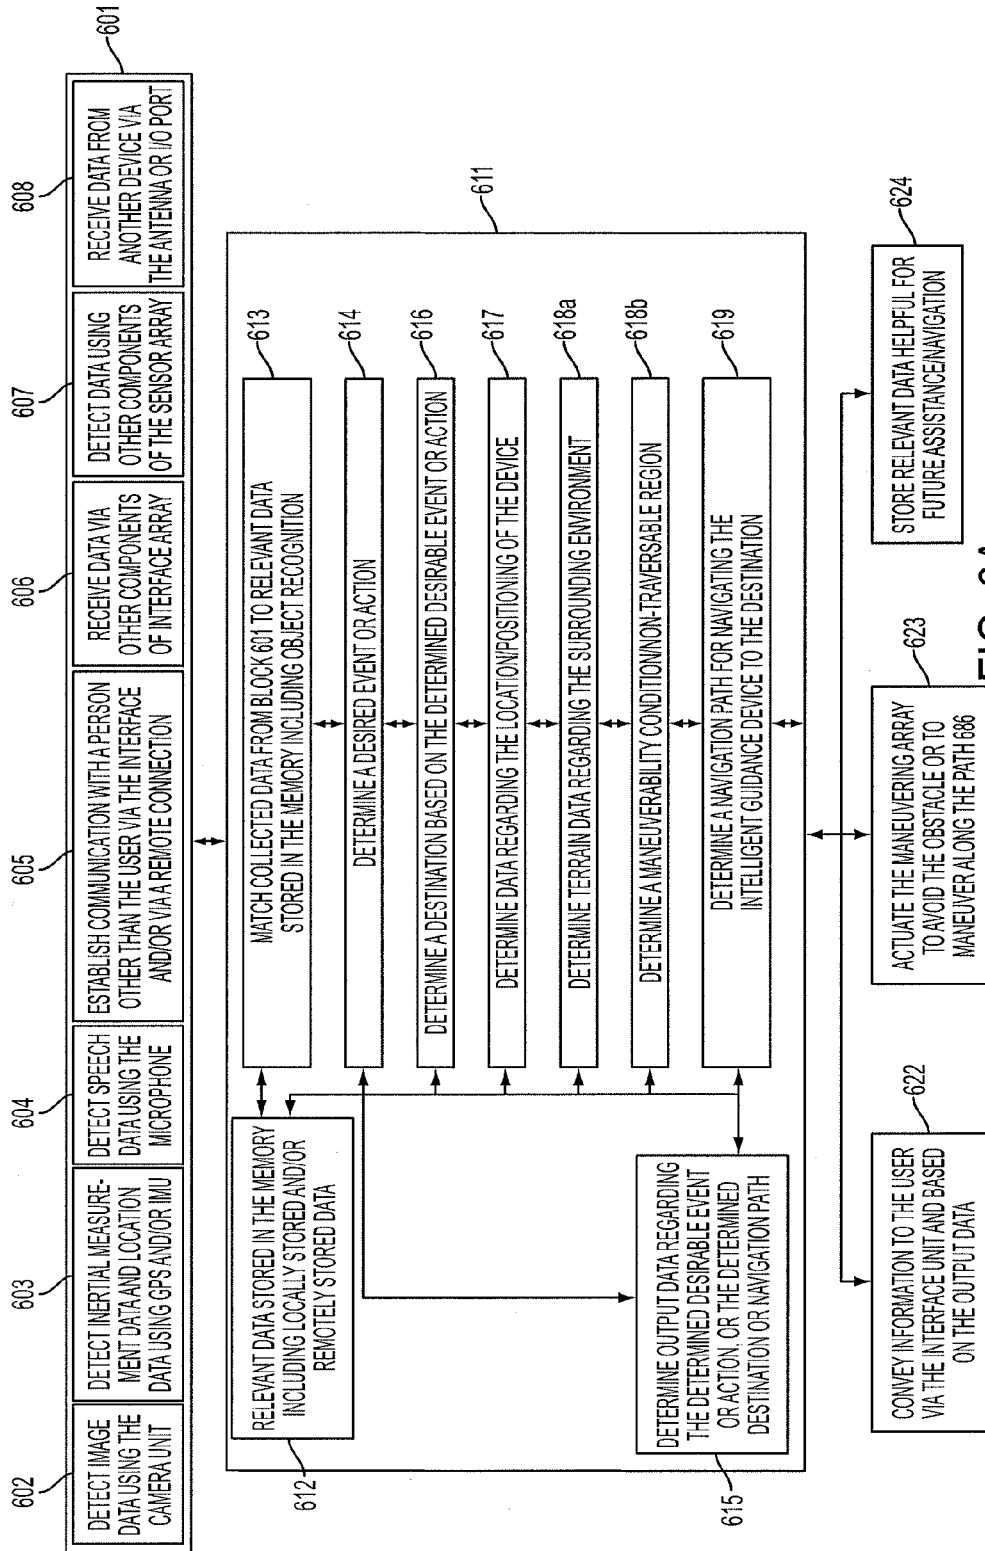 601
602
DETECT IMAGE
DATA USING THE
CAMERA UNIT
603
DETECT INERTIAL MEASURE-
MENT DATA AND LOCATION
DATA USING GPS AND/OR IMU
604
DETECT SPEECH
DATA USING THE
MICROPHONE
605
ESTABLISH COMMUNICATION WITH A PERSON
OTHER THAN THE USER VIA THE INTERFACE
AND/OR VIA REMOTE CONNECTION
606
RECEIVE DATA VIA
OTHER COMPONENTS
OF INTERFACE ARRAY
607
DETECT DATA USING
OTHER COMPONENTS
OF THE SENSOR ARRAY
608
RECEIVE DATA FROM
ANOTHER DEVICE VIA
THE ANTENNA OR I/O PORT
611
612
RELEVANT DATA STORED IN THE MEMORY
INCLUDING LOCALLY STORED AND/OR
REMOTELY STORED DATA
613
MATCH COLLECTED DATA FROM BLOCK 601 TO RELEVANT DATA
STORED IN THE MEMORY INCLUDING OBJECT RECOGNITION
614
DETERMINE A DESIRED EVENT OR ACTION
616
DETERMINE A DESTINATION BASED ON THE DETERMINED DESIRABLE EVENT OR ACTION
617
DETERMINE DATA REGARDING THE LOCATION/POSITIONING OF THE DEVICE
618a
DETERMINE TERRAIN DATA REGARDING THE SURROUNDING ENVIRONMENT
618b
DETERMINE A MANEUVERABILITY CONDITION/NON-TRAVERSABLE REGION
619
DETERMINE A NAVIGATION PATH FOR NAVIGATING THE
INTELLIGENT GUIDANCE DEVICE TO THE DESTINATION
615
DETERMINE OUTPUT DATA REGARDING
THE DETERMINED DESIRABLE EVENT
OR ACTION, OR THE DETERMINED
DESTINATION OR NAVIGATION PATH
622
CONVEY INFORMATION TO THE USER
VIA THE INTERFACE UNIT AND BASED
ON THE OUTPUT DATA
623
ACTUATE THE MANEUVERING ARRAY
TO AVOID THE OBSTACLE OR TO
MANEUVER ALONG THE PATH 686
624
STORE RELEVANT DATA HELPFUL FOR
FUTURE ASSISTANCE/NAVIGATION